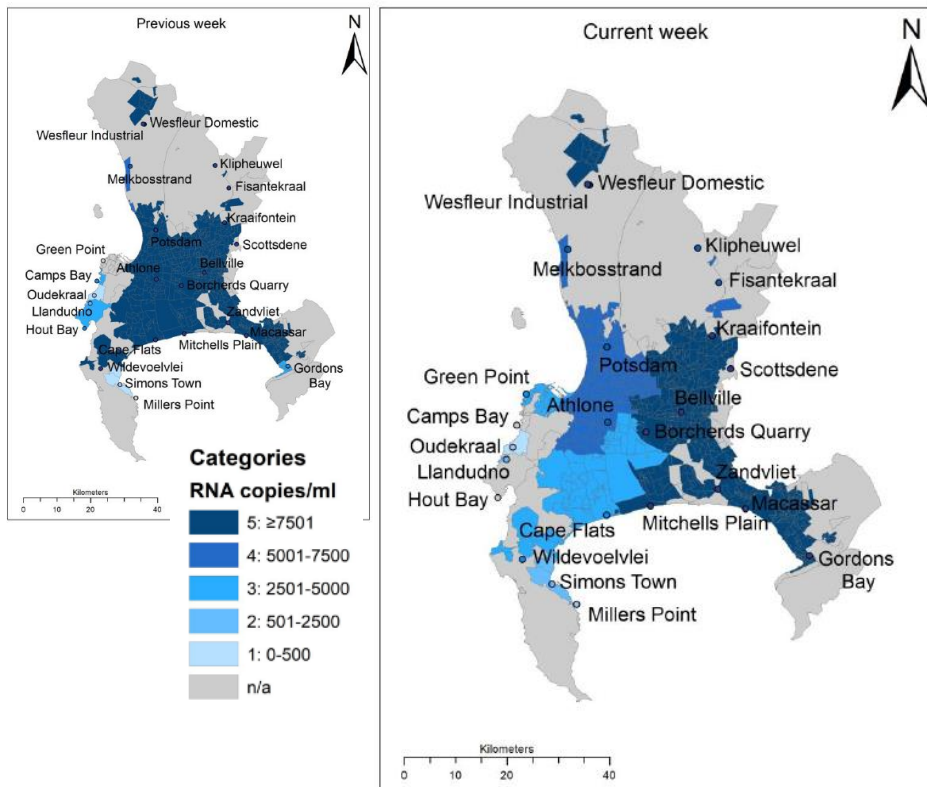 Previous week
N
Wesfleur Domestic
Wesfleur Industrial
Klipheuwel
Melkbosstrand
Fisantekraal
Kraaifontein
Potsdam
Scottsdene
Green Point
Athlone
Bellville
Camps Bay
Borcherds Quarry
Oudekraal
Llandudno
Zandvliet
Hout Bay
Macassar
Mitchells Plain
Cape Flats
Wildevoelvlei
Gordons
Bay
Simons Town
Millers Point
Kilometers
0 5 10 20
Categories
RNA copies/ml
5: ≥7501
4: 5001-7500
3: 2501-5000
2: 501-2500
1: 0-500
n/a
Current week
N
Wesfleur Domestic
Wesfleur Industrial
Klipheuwel
Melkbosstrand
Fisantekraal
Kraaifontein
Potsdam
Scottsdene
Green Point
Athlone
Bellville
Camps Bay
Borcherds Quarry
Oudekraal
Llandudno
Zandvliet
Hout Bay
Macassar
Mitchells Plain
Cape Flats
Wildevoelvlei
Gordons
Bay
Simons Town
Millers Point
Kilometers
0 5 10 20 30 40